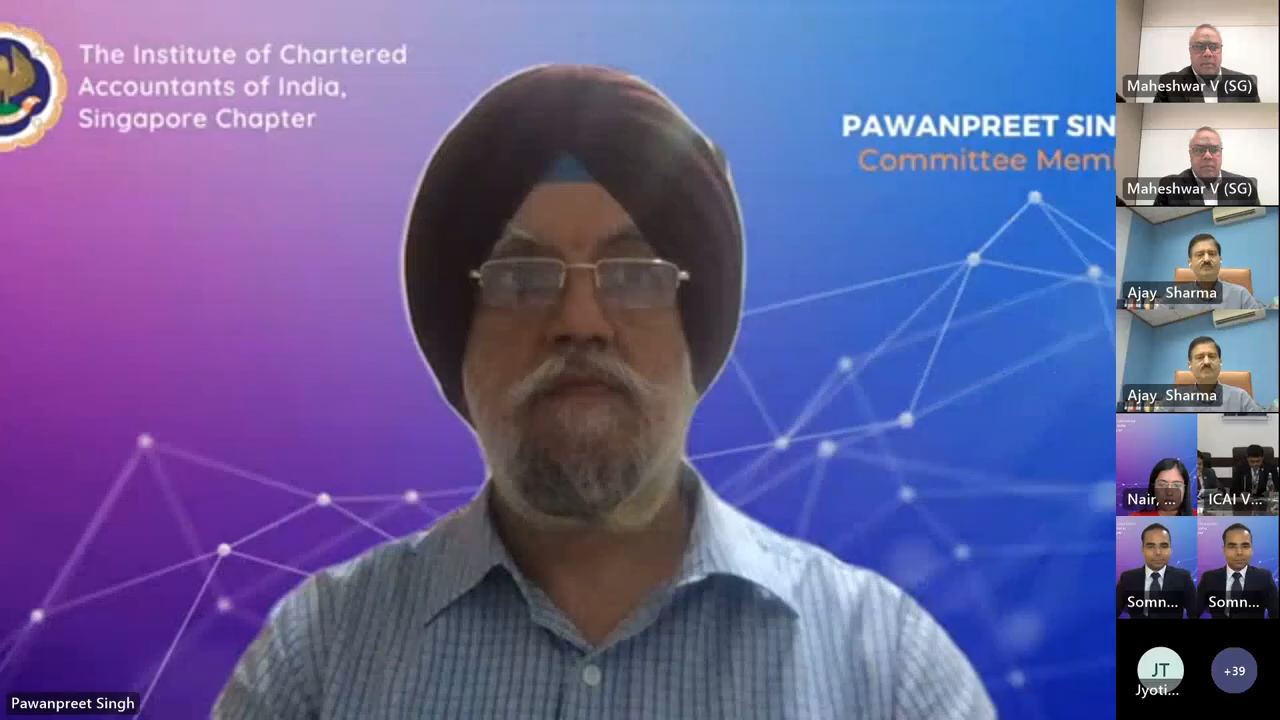 The Institute of Chartered
Accountants of India,
Singapore Chapter
PAWANPREET SIN
Committee Mem
Pawanpreet Singh
Maheshwar V (SG)
Maheshwar V (SG)
Ajay Sharma
Ajay Sharma
Nair, ...
ICAI V...
Somn...
Somn...
JT
Jyoti...
+39